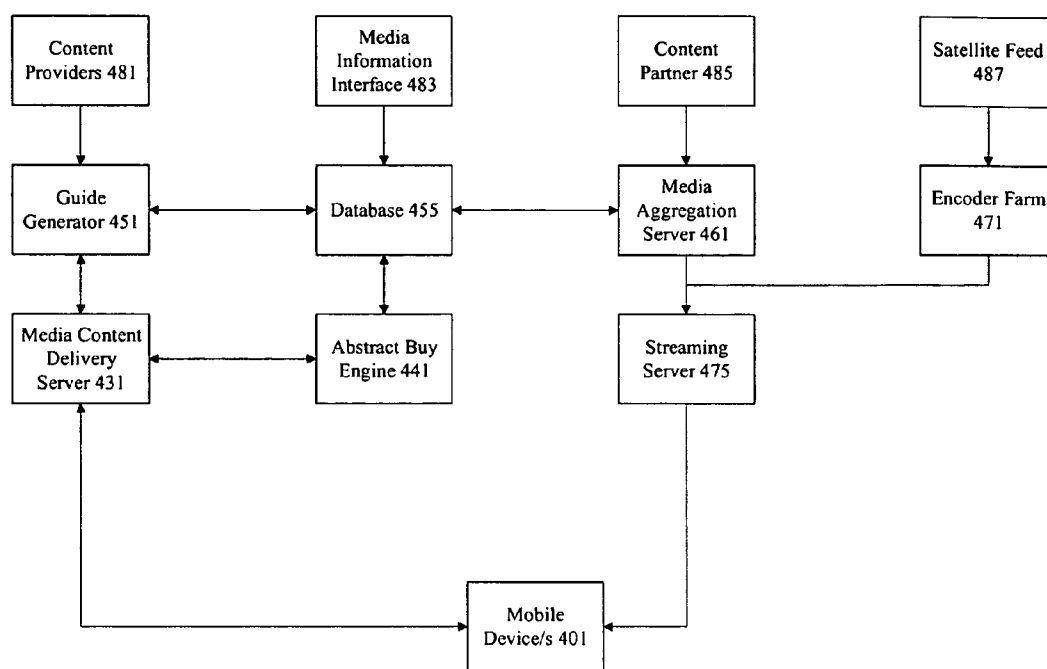 Content
Providers 481
Media
Information
Interface 483
Content
Partner 485
Satellite Feed
487
Guide
Generator 451
Database 455
Media
Aggregation
Server 461
Encoder Farm
471
Media Content
Delivery
Server 431
Abstract Buy
Engine 441
Streaming
Server 475
Mobile
Device/s 401